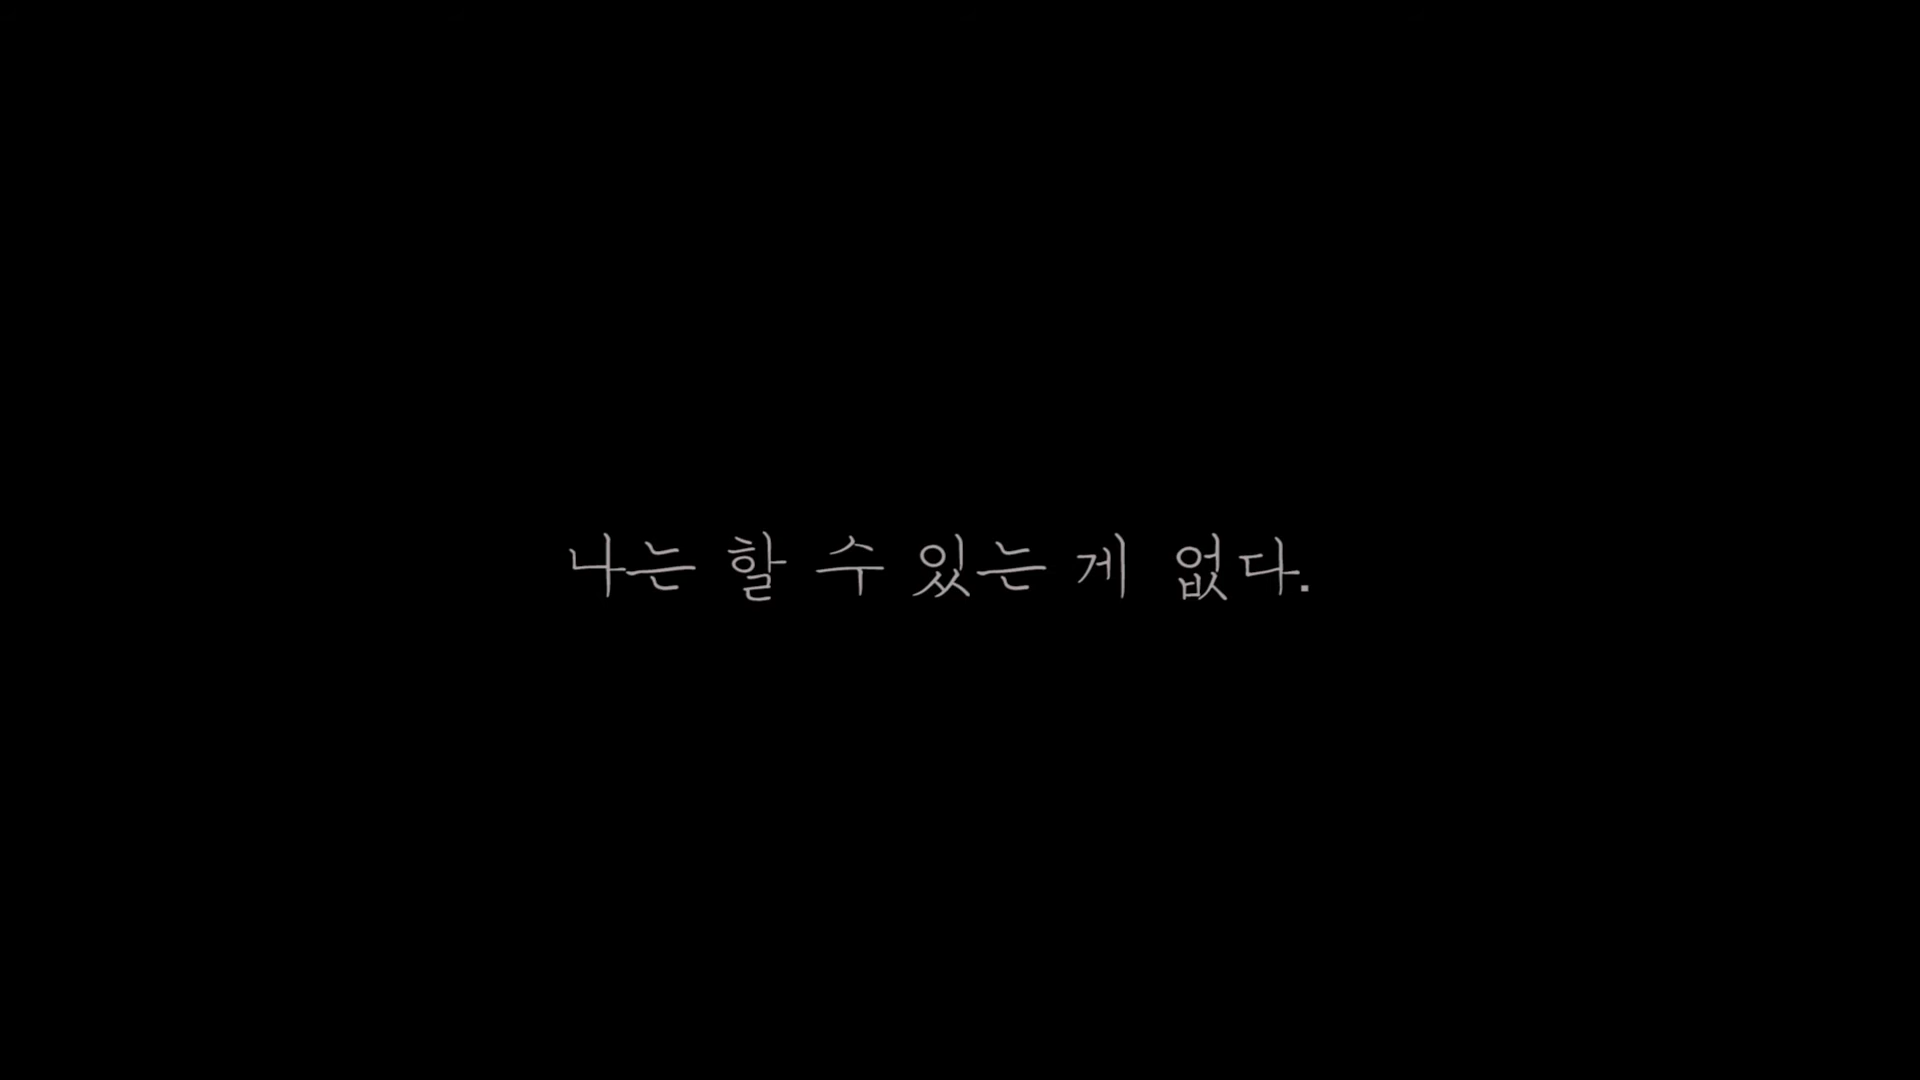 나는 할 수 있는 게 없다.